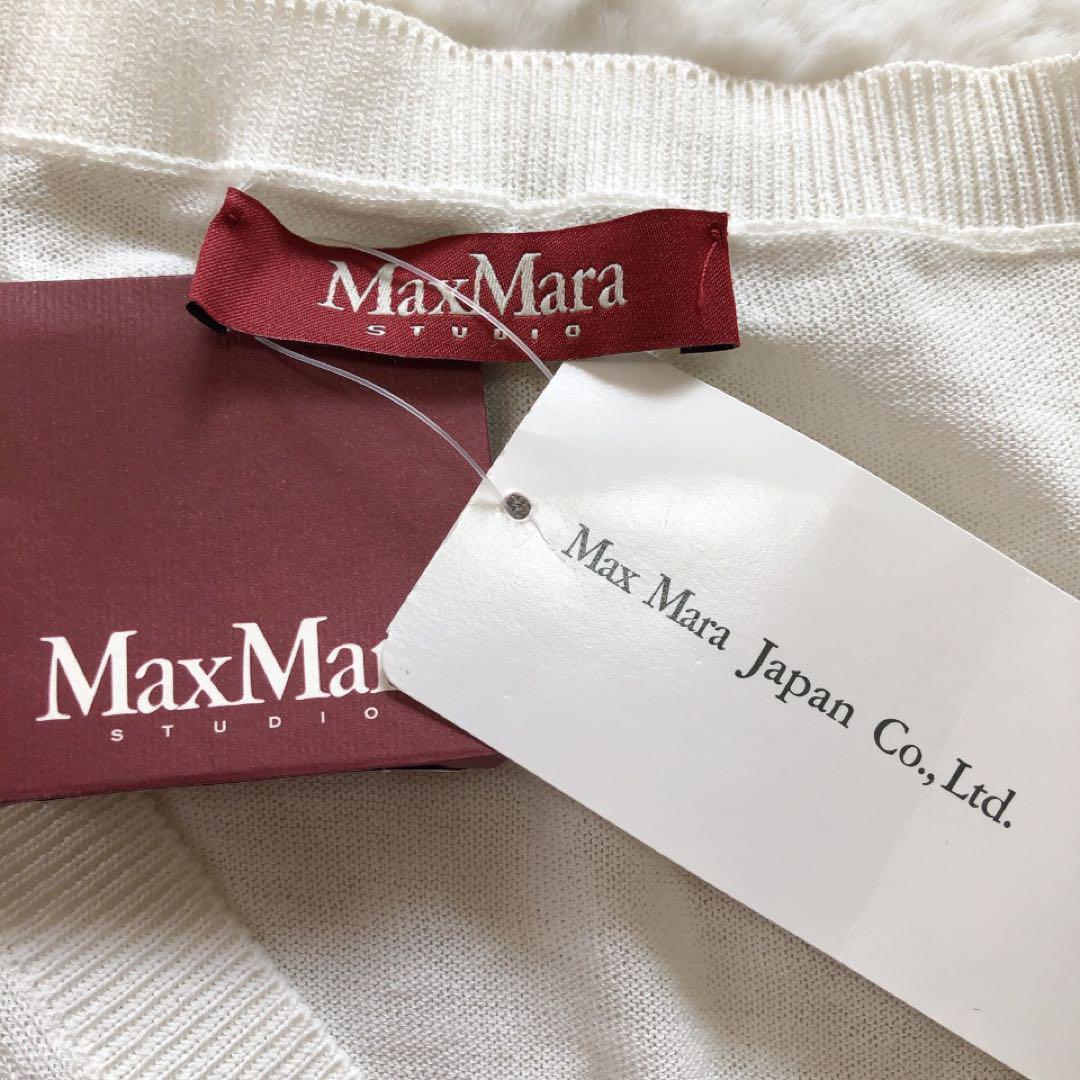 MaxMara
STUDIO
MaxMar
STUDIO
Max Mara Japan Co., Ltd.